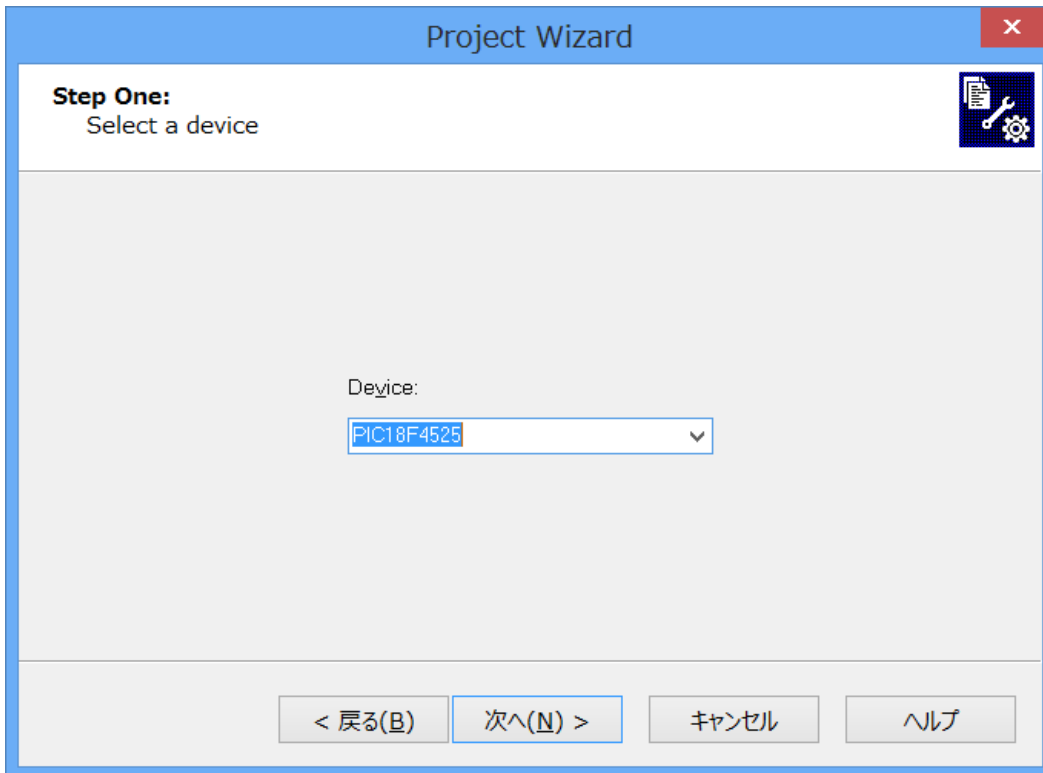 Project Wizard
Step One:
Select a device
Device:
PIC18F4525
< 戻る(B)
次へ(N) >
キャンセル
ヘルプ